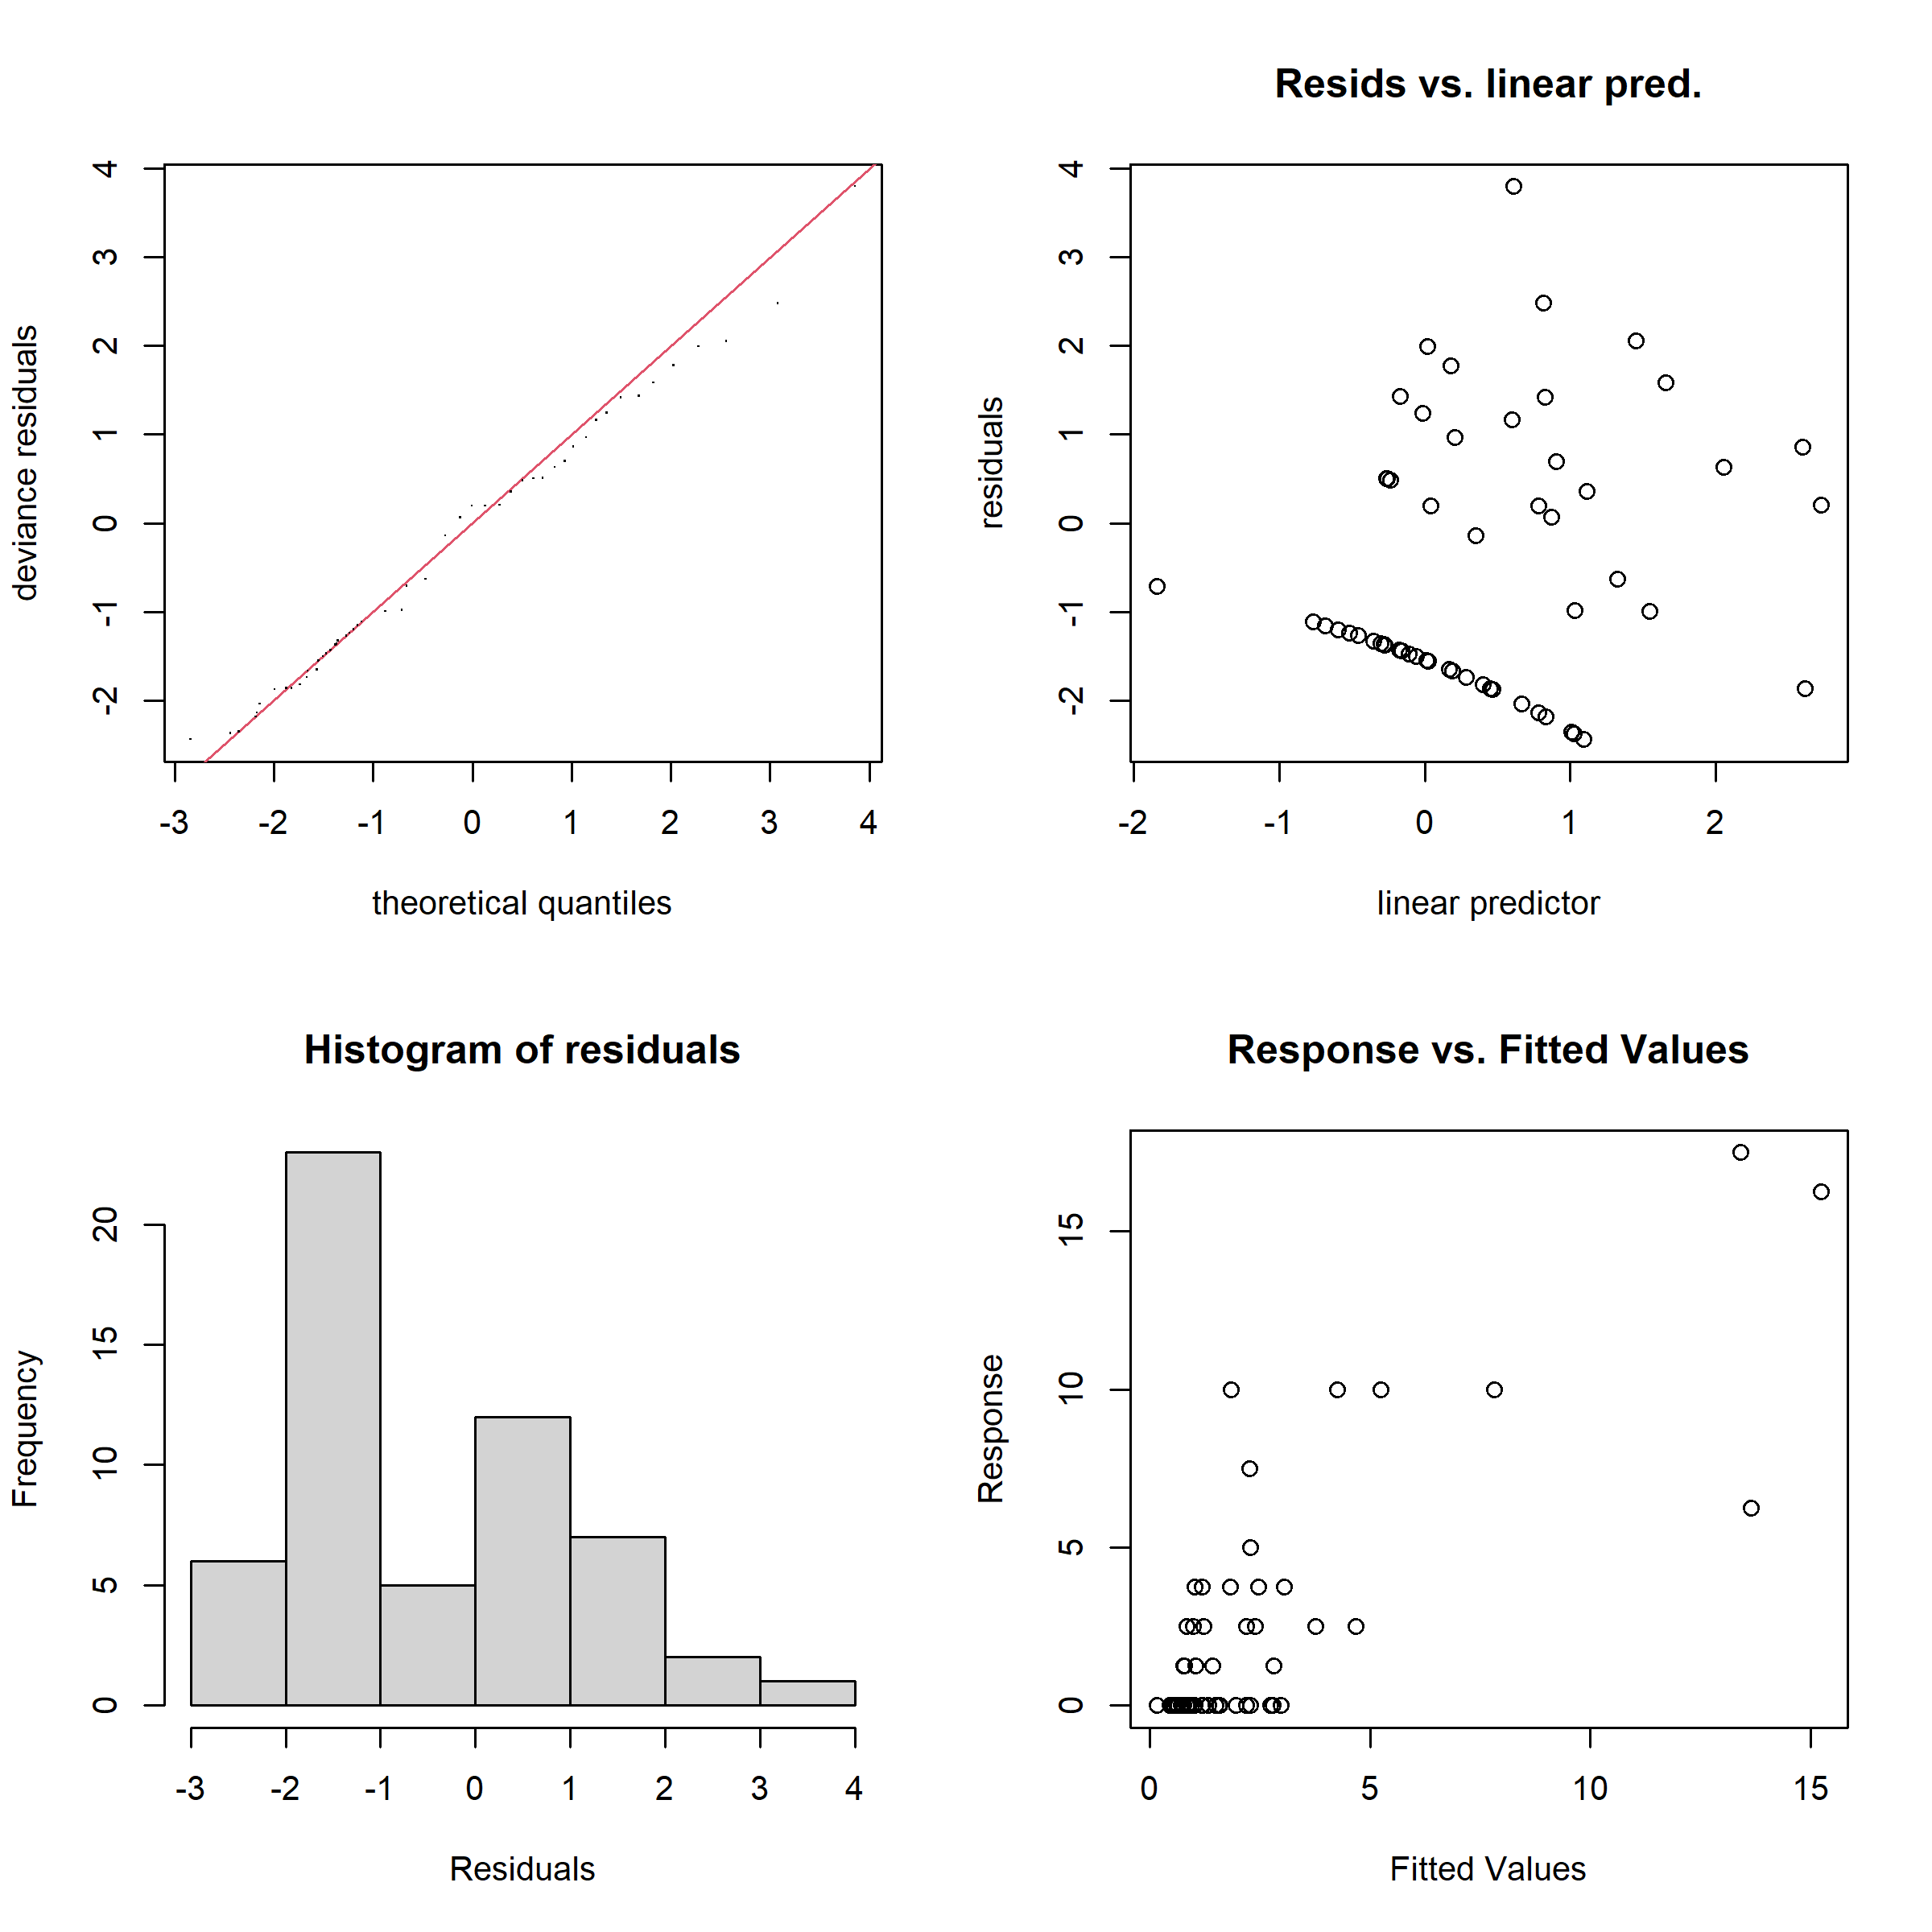 deviance residuals
4
3
2
1
0
-1
-2
-3 -2 -1 0 1 2 3 4
theoretical quantiles
Resids vs. linear pred.
residuals
4
3
2
1
0
-1
-2
-2 -1 0 1 2
linear predictor
Histogram of residuals
Frequency
20
15
10
5
0
-3 -2 -1 0 1 2 3 4
Residuals
Response vs. Fitted Values
Response
15
10
5
0
0 5 10 15
Fitted Values